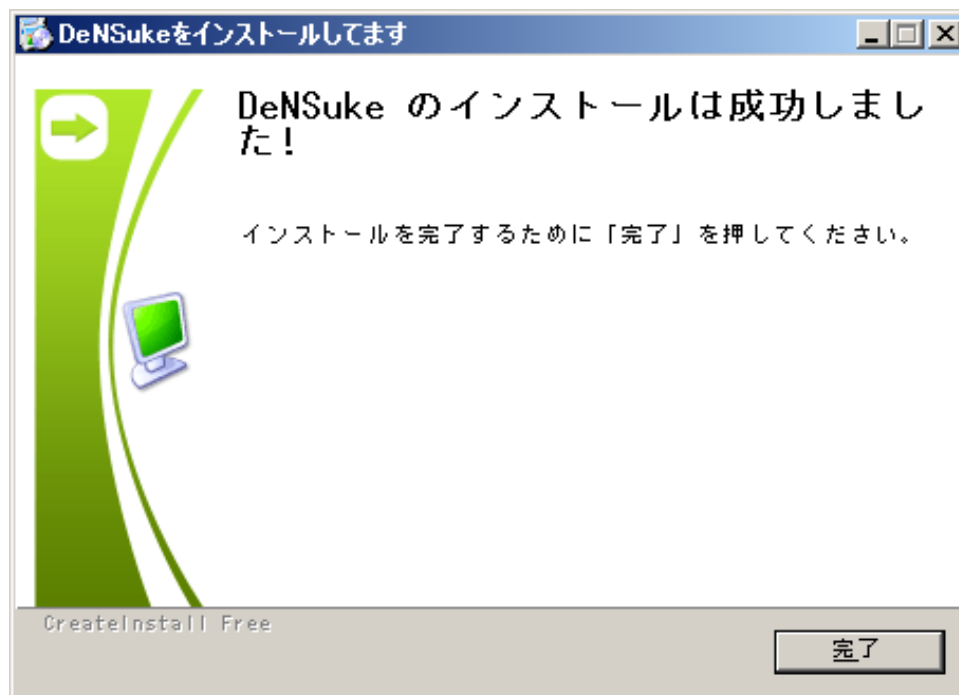 DeNSukeをインストールしてます
DeNSuke のインストールは成功しまし
た!
インストールを完了するために「完了」を押してください。
CreateInstall Free
完了